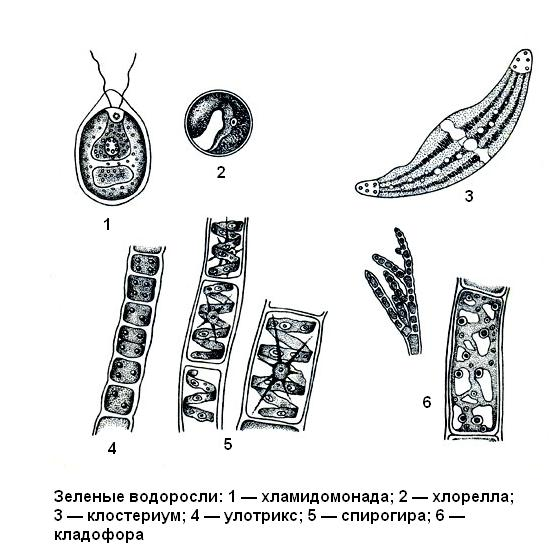 1
2
3
4
5
6
Зеленые водоросли: 1 — хламидомонада; 2 — хлорелла;
3 — клостериум; 4 — улотрикс; 5 — спирогира; 6 —
кладофора